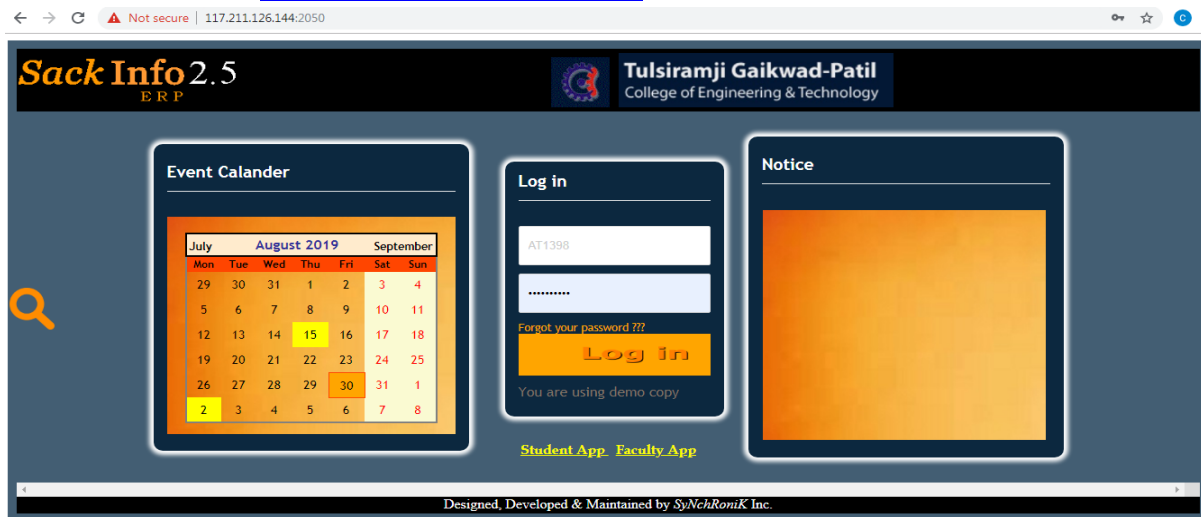 Not secure | 117.211.126.144:2050
C
Sack Info 2.5
ERP
Tulsiramji Gaikwad-Patil
College of Engineering & Technology
Event Calander
July August 2019 September
Mon Tue Wed Thu Fri Sat Sun
29 30 31 1 2 3 4
5 6 7 8 9 10 11
12 13 14 15 16 17 18
19 20 21 22 23 24 25
26 27 28 29 30 31 1
2 3 4 5 6 7 8
Log in
AT1398
••••••••••
Forgot your password ???
Log in
You are using demo copy
Student App Faculty App
Notice
Designed, Developed & Maintained by SyNchRoniK Inc.